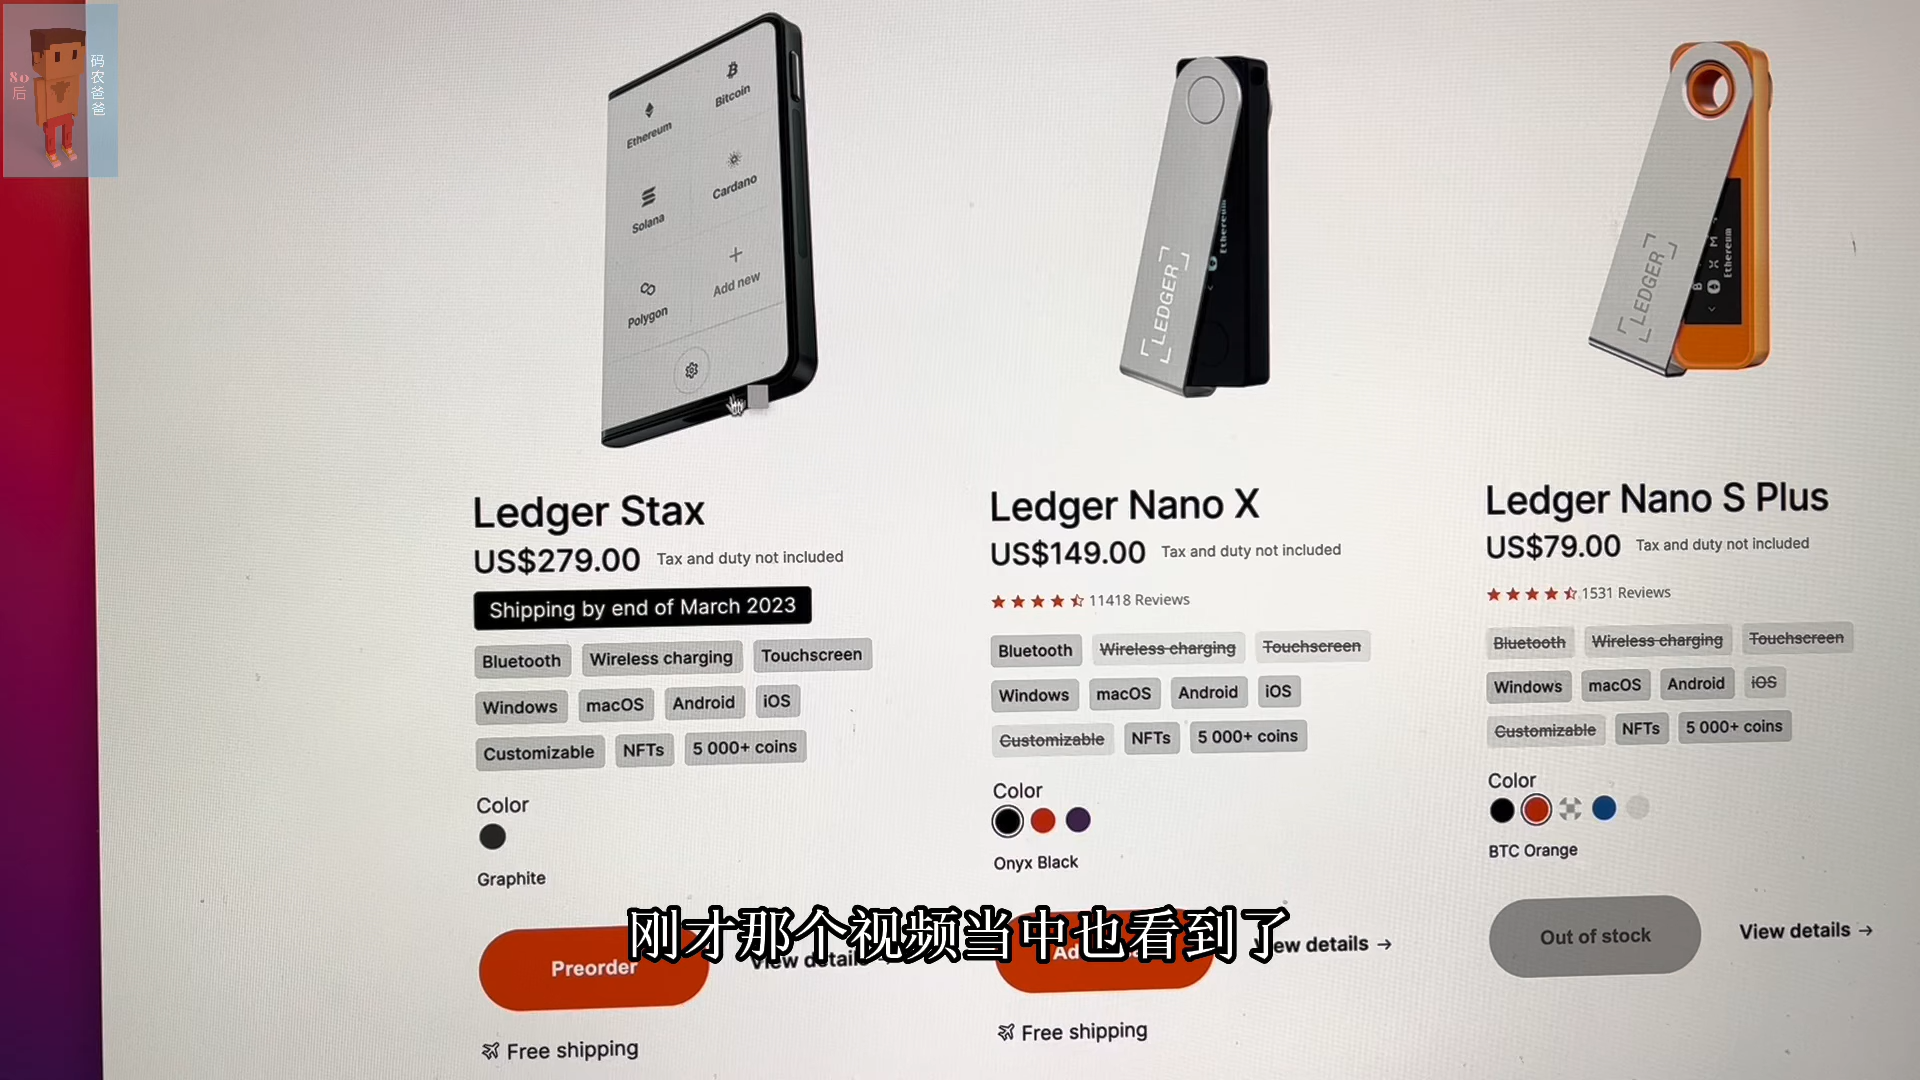 80后
码农爸爸
Bitcoin
Ethereum
Cardano
Solana
Add new
Polygon
LEDGER
Ethereum
LEDGER
B X M
Ethereum
Ledger Stax
US$279.00 Tax and duty not included
Shipping by end of March 2023
Bluetooth Wireless charging Touchscreen
Windows macOS Android iOS
Customizable NFTs 5 000+ coins
Color
Graphite
Preorder View details
Free shipping
Ledger Nano X
US$149.00 Tax and duty not included
11418 Reviews
Bluetooth Wireless charging Touchscreen
Windows macOS Android iOS
Customizable NFTs 5 000+ coins
Color
Onyx Black
View details →
Free shipping
Ledger Nano S Plus
US$79.00 Tax and duty not included
1531 Reviews
Bluetooth Wireless charging Touchscreen
Windows macOS Android iOS
Customizable NFTs 5 000+ coins
Color
BTC Orange
Out of stock View details →
刚才那个视频当中也看到了